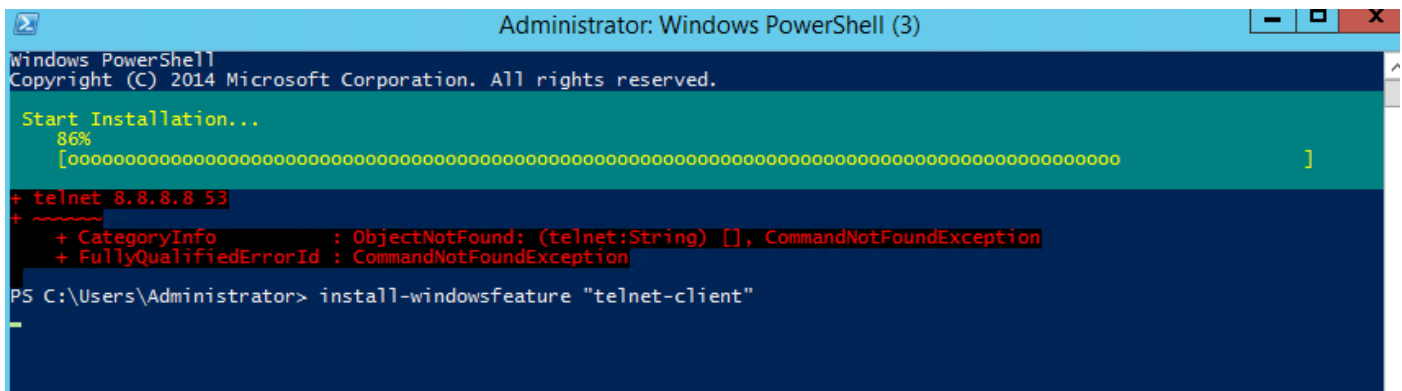 Administrator: Windows PowerShell (3)
Windows PowerShell
Copyright (C) 2014 Microsoft Corporation. All rights reserved.
Start Installation...
86%
[oooooooooooooooooooooooooooooooooooooooooooooooooooooooooooooooooooooooooooooooooooooooooooo                ]
+ telnet 8.8.8.8 53
+ ~~~~~~
+ CategoryInfo          : ObjectNotFound: (telnet:String) [], CommandNotFoundException
+ FullyQualifiedErrorId : CommandNotFoundException
PS C:\Users\Administrator> install-windowsfeature "telnet-client"